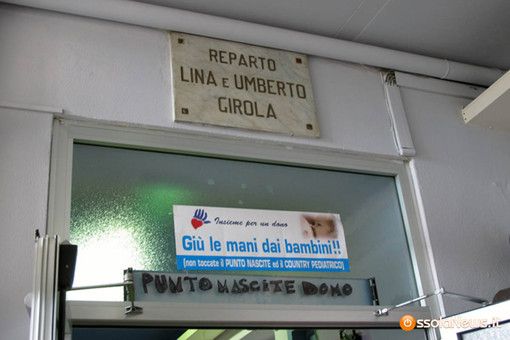 REPARTO
LINA E UMBERTO
GIROLA
Insieme per un dono
Giù le mani dai bambini!!
(non toccate il PUNTO NASCITE ed il COUNTRY PEDIATRICO)
PUNTO NASCITE DOMO
OssolaNews.it